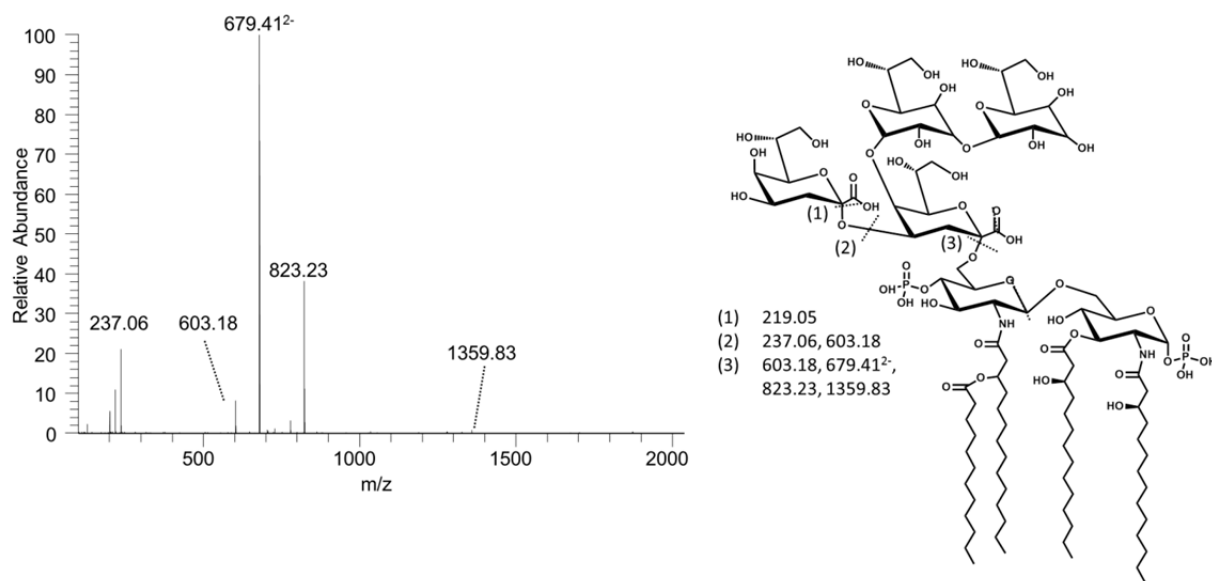 679.41²⁻
100
90
80
70
60
50
40
30
20
10
0
Relative Abundance
823.23
237.06
603.18
1359.83
500
1000
1500
2000
m/z
HO OH HO OH
OH OH
O OH O OH
HO OH O HO OH
OH O HO OH
O O OH
HO OH O
(1) (2) (3)
O OH
O
O
OH-P O G O O
OH HO HO
NH O NH O-P-OH
O O O OH
O HO HO
O
(1) 219.05
(2) 237.06, 603.18
(3) 603.18, 679.41²⁻,
823.23, 1359.83